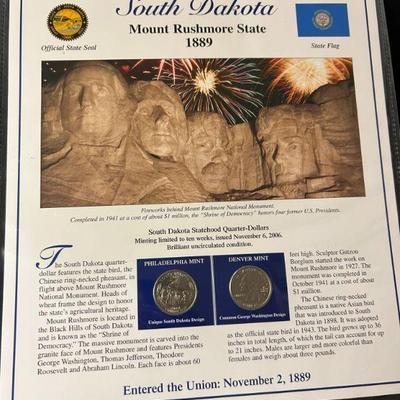 South Dakota
Mount Rushmore State
1889
Official State Seal
State Flag
Fireworks behind Mount Rushmore National Monument.
Completed in 1941 at a cost of about $1 million, the "Shrine of Democracy" honors four former U.S. Presidents.
South Dakota Statehood Quarter-Dollars
Minting limited to ten weeks, issued November 6, 2006.
Brilliant uncirculated condition.
The South Dakota quarter-
dollar features the state bird, the
Chinese ring-necked pheasant, in
flight above Mount Rushmore
National Monument. Heads of
wheat frame the design to honor
the state's agricultural heritage.
Mount Rushmore is located in
the Black Hills of South Dakota
and is known as the "Shrine of
Democracy." The massive monument is carved into the
granite face of Mount Rushmore and features Presidents
George Washington, Thomas Jefferson, Theodore
Roosevelt and Abraham Lincoln. Each face is about 60
PHILADELPHIA MINT
Unique South Dakota Design
DENVER MINT
Common George Washington Design
feet high. Sculptor Gutzon
Borglum started the work on
Mount Rushmore in 1927. The
monument was completed in
October 1941 at a cost of about
$1 million.
The Chinese ring-necked
pheasant is a native Asian bird
that was introduced to South
Dakota in 1898. It was adopted
as the official state bird in 1943. The bird grows up to 36
inches in total length, of which the tail can account for up
to 21 inches. Males are larger and more colorful than
females and weigh about three pounds.
Entered the Union: November 2, 1889